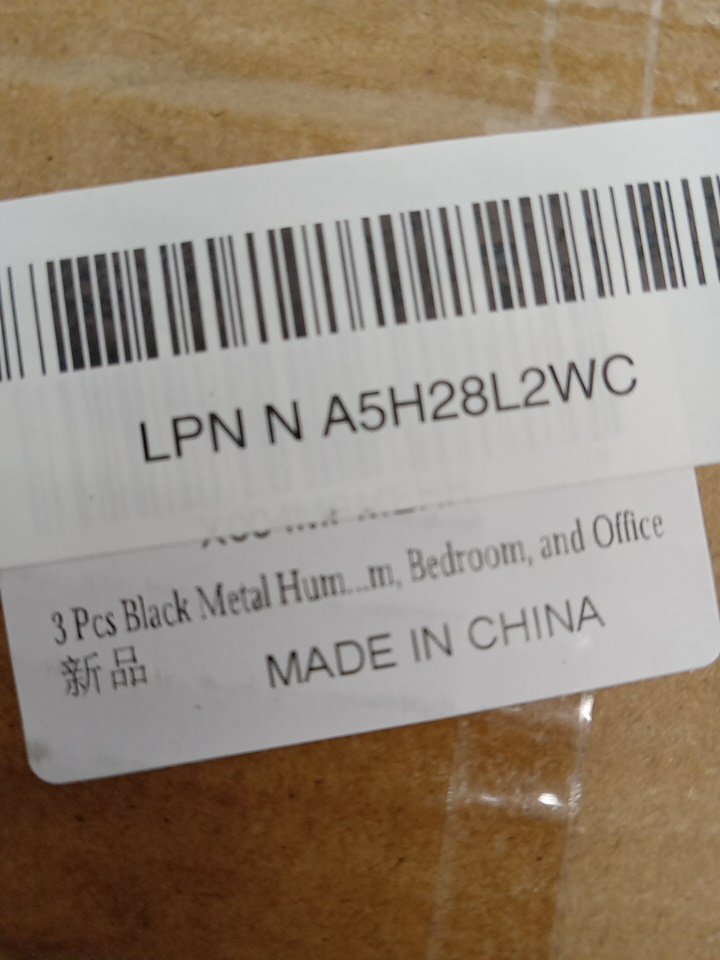 LPN N A5H28L2WC
3 Pcs Black Metal Hum...m, Bedroom, and Office
新品
MADE IN CHINA